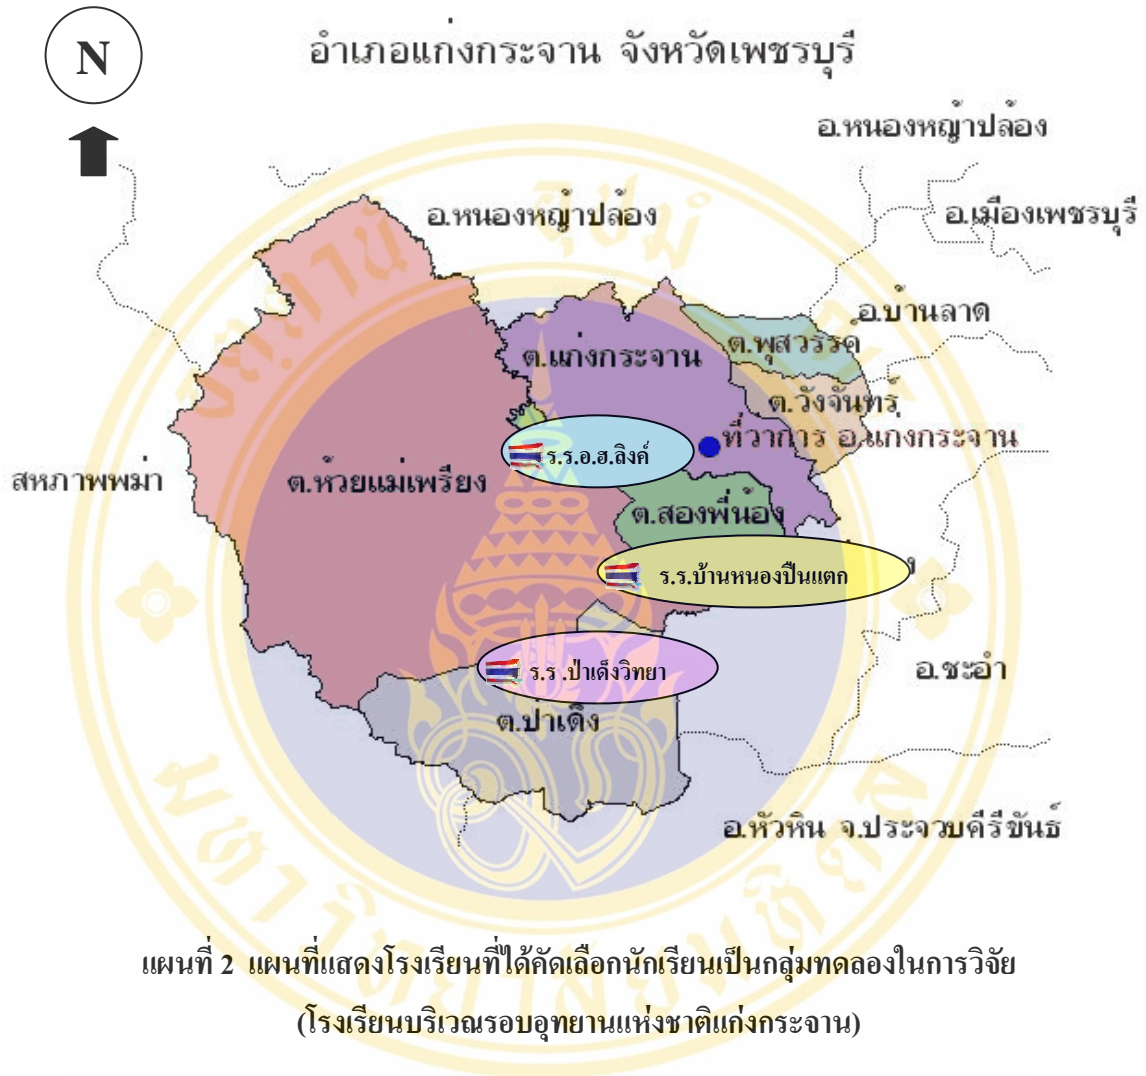 N
อำเภอแก่งกระจาน จังหวัดเพชรบุรี
อ.หนองหญ้าปล้อง
อ.หนองหญ้าปล้อง
อ.เมืองเพชรบุรี
อ.บ้านลาด
ต.พุสวรรค์
ต.แก่งกระจาน
ต.วังจันทร์
ที่ว่าการ อ.แก่งกระจาน
ร.ร.อ.ฮ.ลิงค์
สหภาพพม่า
ต.ห้วยแม่เพรียง
ต.สองพี่น้อง
ร.ร.บ้านหนองปืนแตก
ร.ร .ป่าเด็งวิทยา
อ.ชะอำ
ต.ป่าเด็ง
อ.หัวหิน จ.ประจวบคีรีขันธ์
แผนที่ 2 แผนที่แสดงโรงเรียนที่ได้คัดเลือกนักเรียนเป็นกลุ่มทดลองในการวิจัย
(โรงเรียนบริเวณรอบอุทยานแห่งชาติแก่งกระจาน)
มหาวิทยาลัยมหิดล